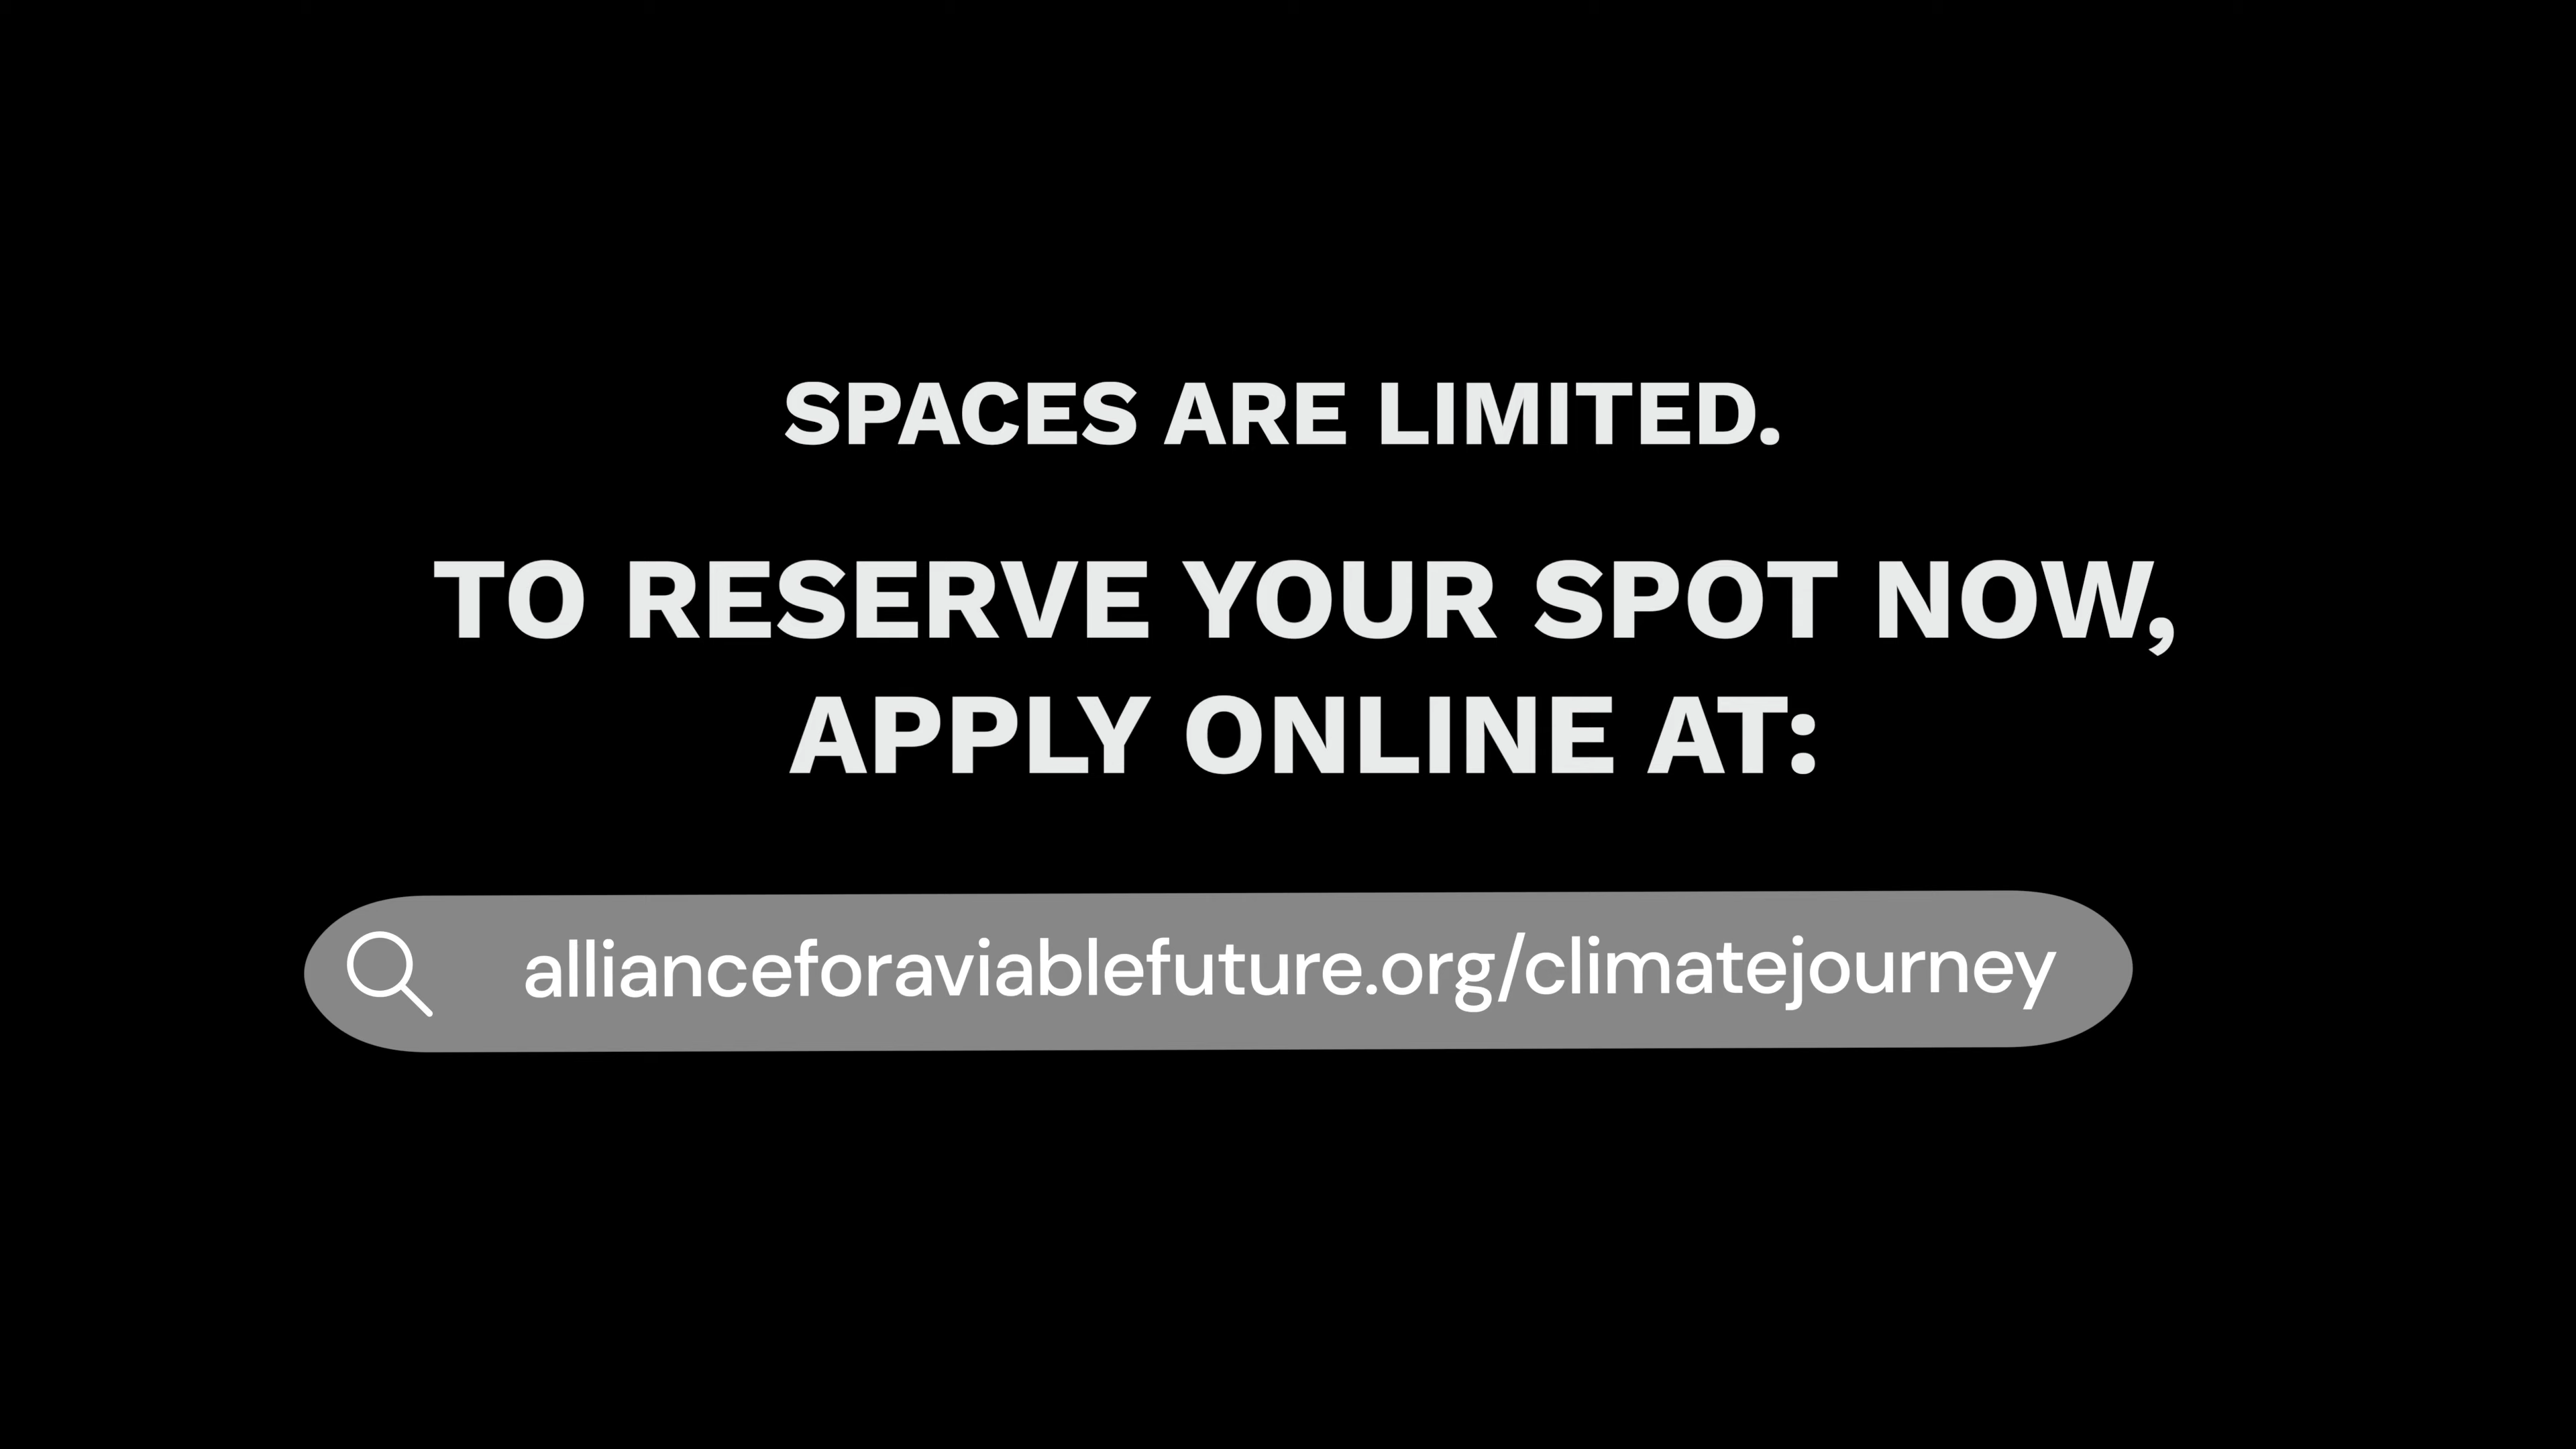 SPACES ARE LIMITED.
TO RESERVE YOUR SPOT NOW,
APPLY ONLINE AT:
allianceforaviablefuture.org/climatejourney